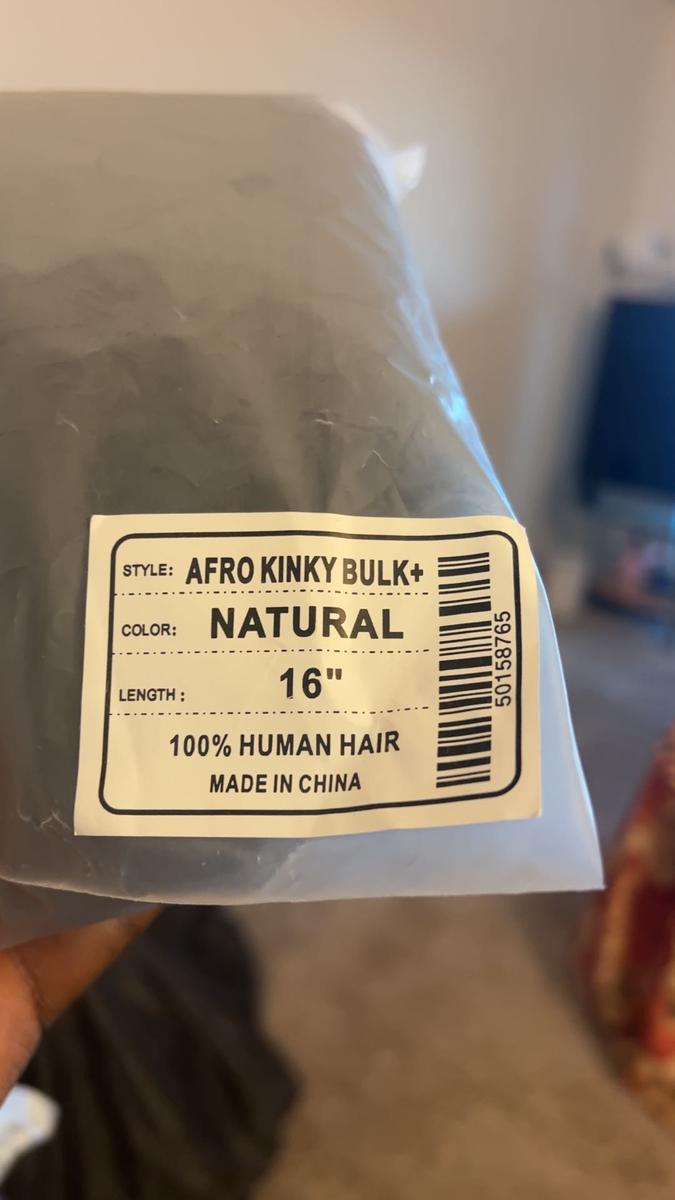 STYLE: AFRO KINKY BULK+
COLOR: NATURAL
LENGTH: 16"
100% HUMAN HAIR
MADE IN CHINA
50158765